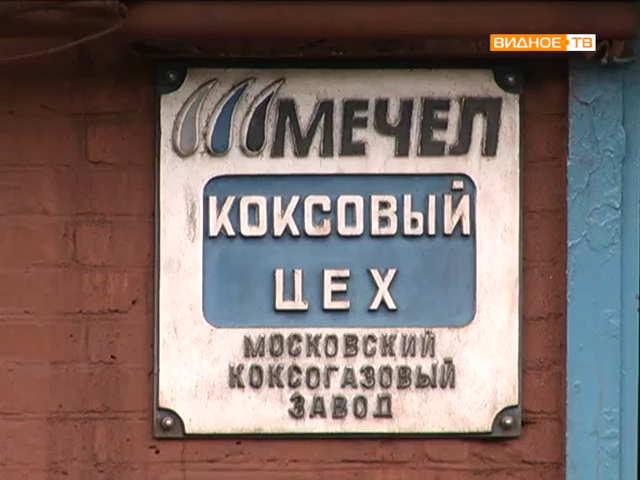 ВИДНОЕ ТВ
МЕЧЕЛ
КОКСОВЫЙ
ЦЕХ
МОСКОВСКИЙ
КОКСОГАЗОВЫЙ
ЗАВОД